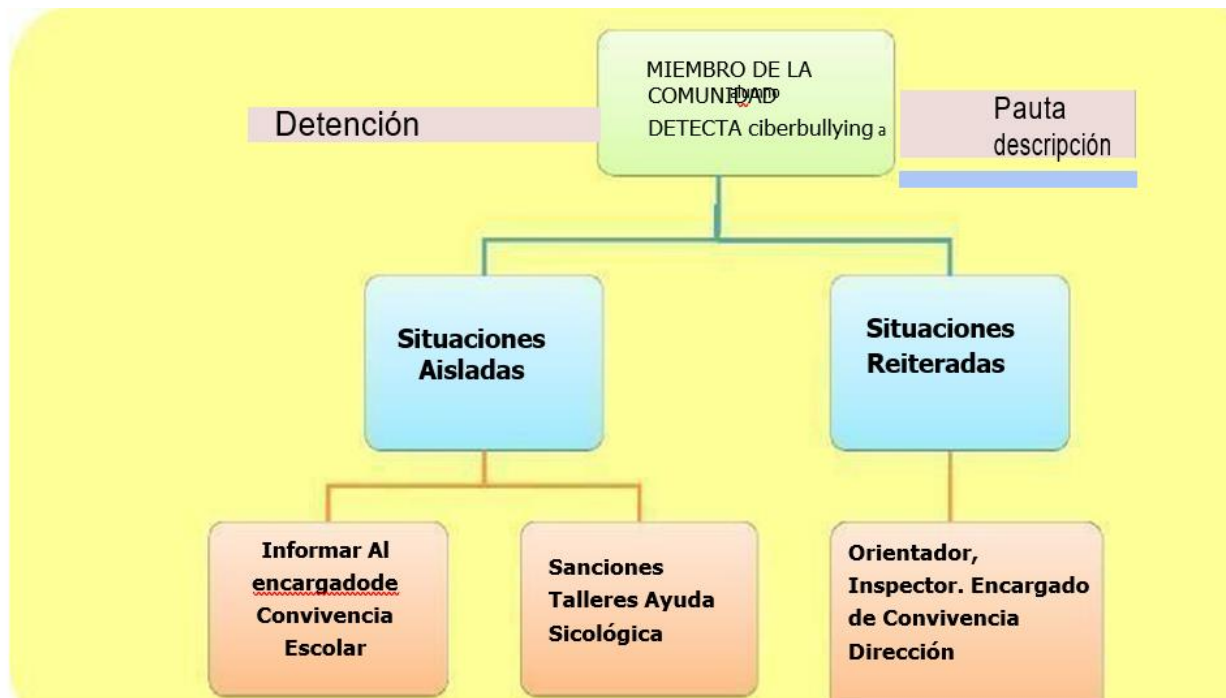 MIEMBRO DE LA
COMUNIDAD
alumno
DETECTA ciberbullying a
Detención
Pauta
descripción
Situaciones
Aisladas
Situaciones
Reiteradas
Informar Al
encargadode
Convivencia
Escolar
Sanciones
Talleres Ayuda
Sicológica
Orientador,
Inspector. Encargado
de Convivencia
Dirección